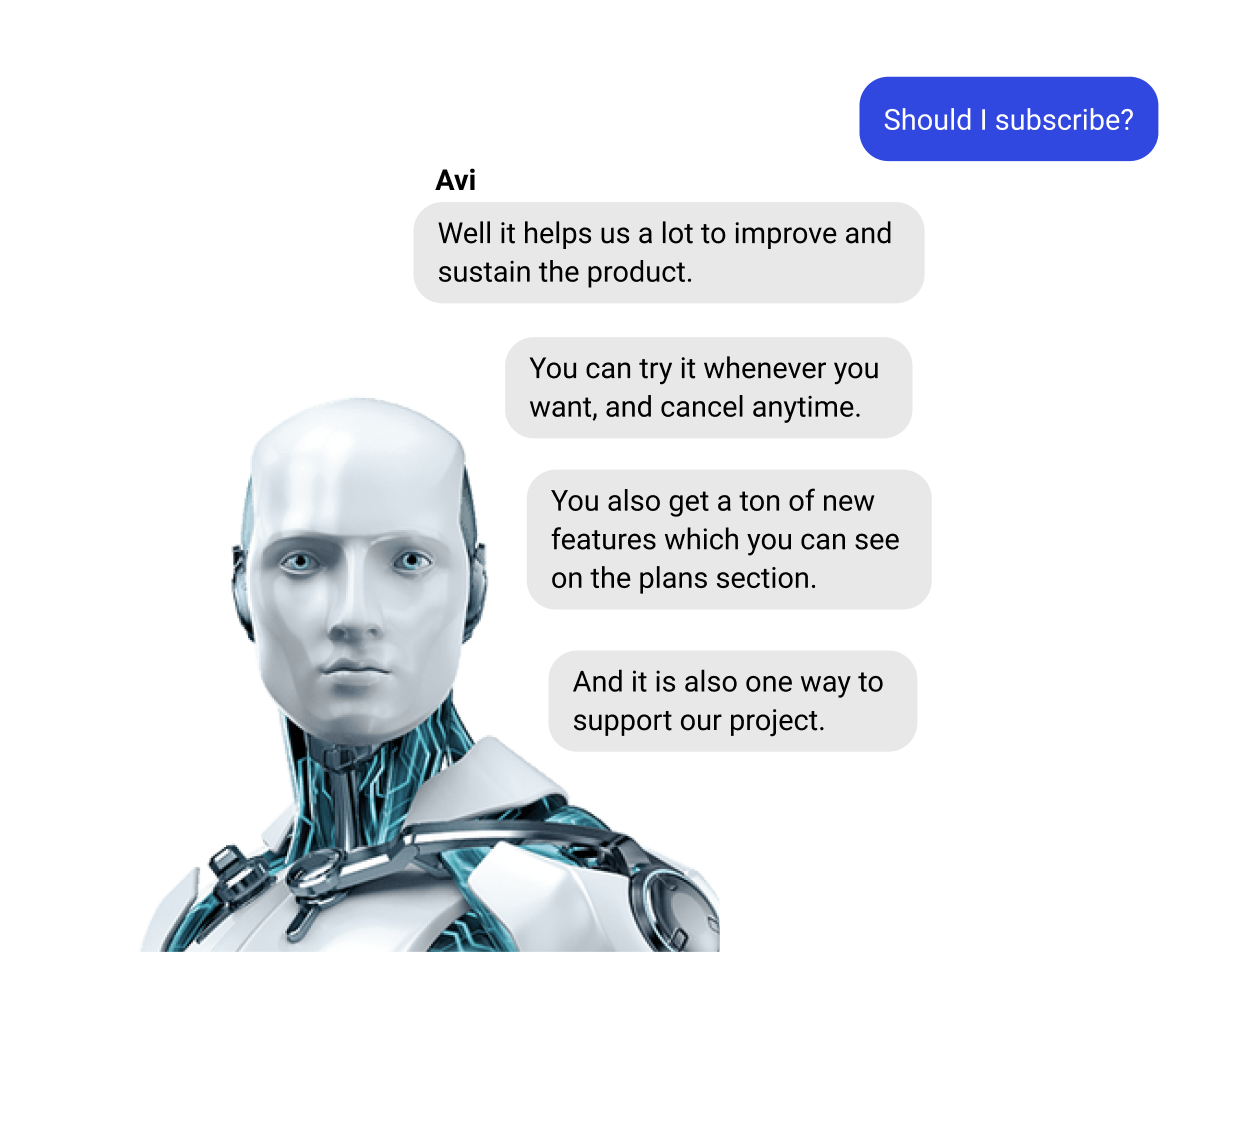 Should I subscribe?
Avi
Well it helps us a lot to improve and
sustain the product.
You can try it whenever you
want, and cancel anytime.
You also get a ton of new
features which you can see
on the plans section.
And it is also one way to
support our project.